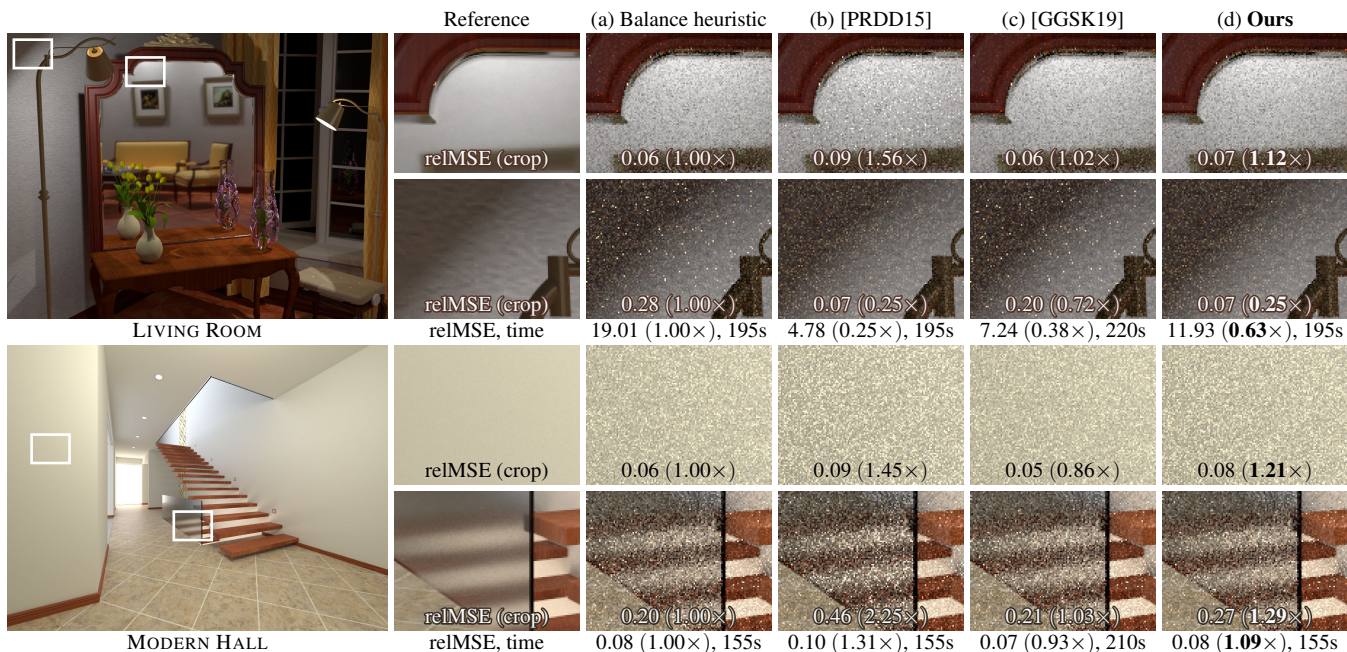 Reference (a) Balance heuristic (b) [PRDD15] (c) [GGSK19] (d) Ours
relMSE (crop) 0.06 (1.00×) 0.09 (1.56×) 0.06 (1.02×) 0.07 (1.12×)
relMSE (crop) 0.28 (1.00×) 0.07 (0.25×) 0.20 (0.72×) 0.07 (0.25×)
LIVING ROOM relMSE, time 19.01 (1.00×), 195s 4.78 (0.25×), 195s 7.24 (0.38×), 220s 11.93 (0.63×), 195s
relMSE (crop) 0.06 (1.00×) 0.09 (1.45×) 0.05 (0.86×) 0.08 (1.21×)
relMSE (crop) 0.20 (1.00×) 0.46 (2.25×) 0.21 (1.03×) 0.27 (1.29×)
MODERN HALL relMSE, time 0.08 (1.00×), 155s 0.10 (1.31×), 155s 0.07 (0.93×), 210s 0.08 (1.09×), 155s